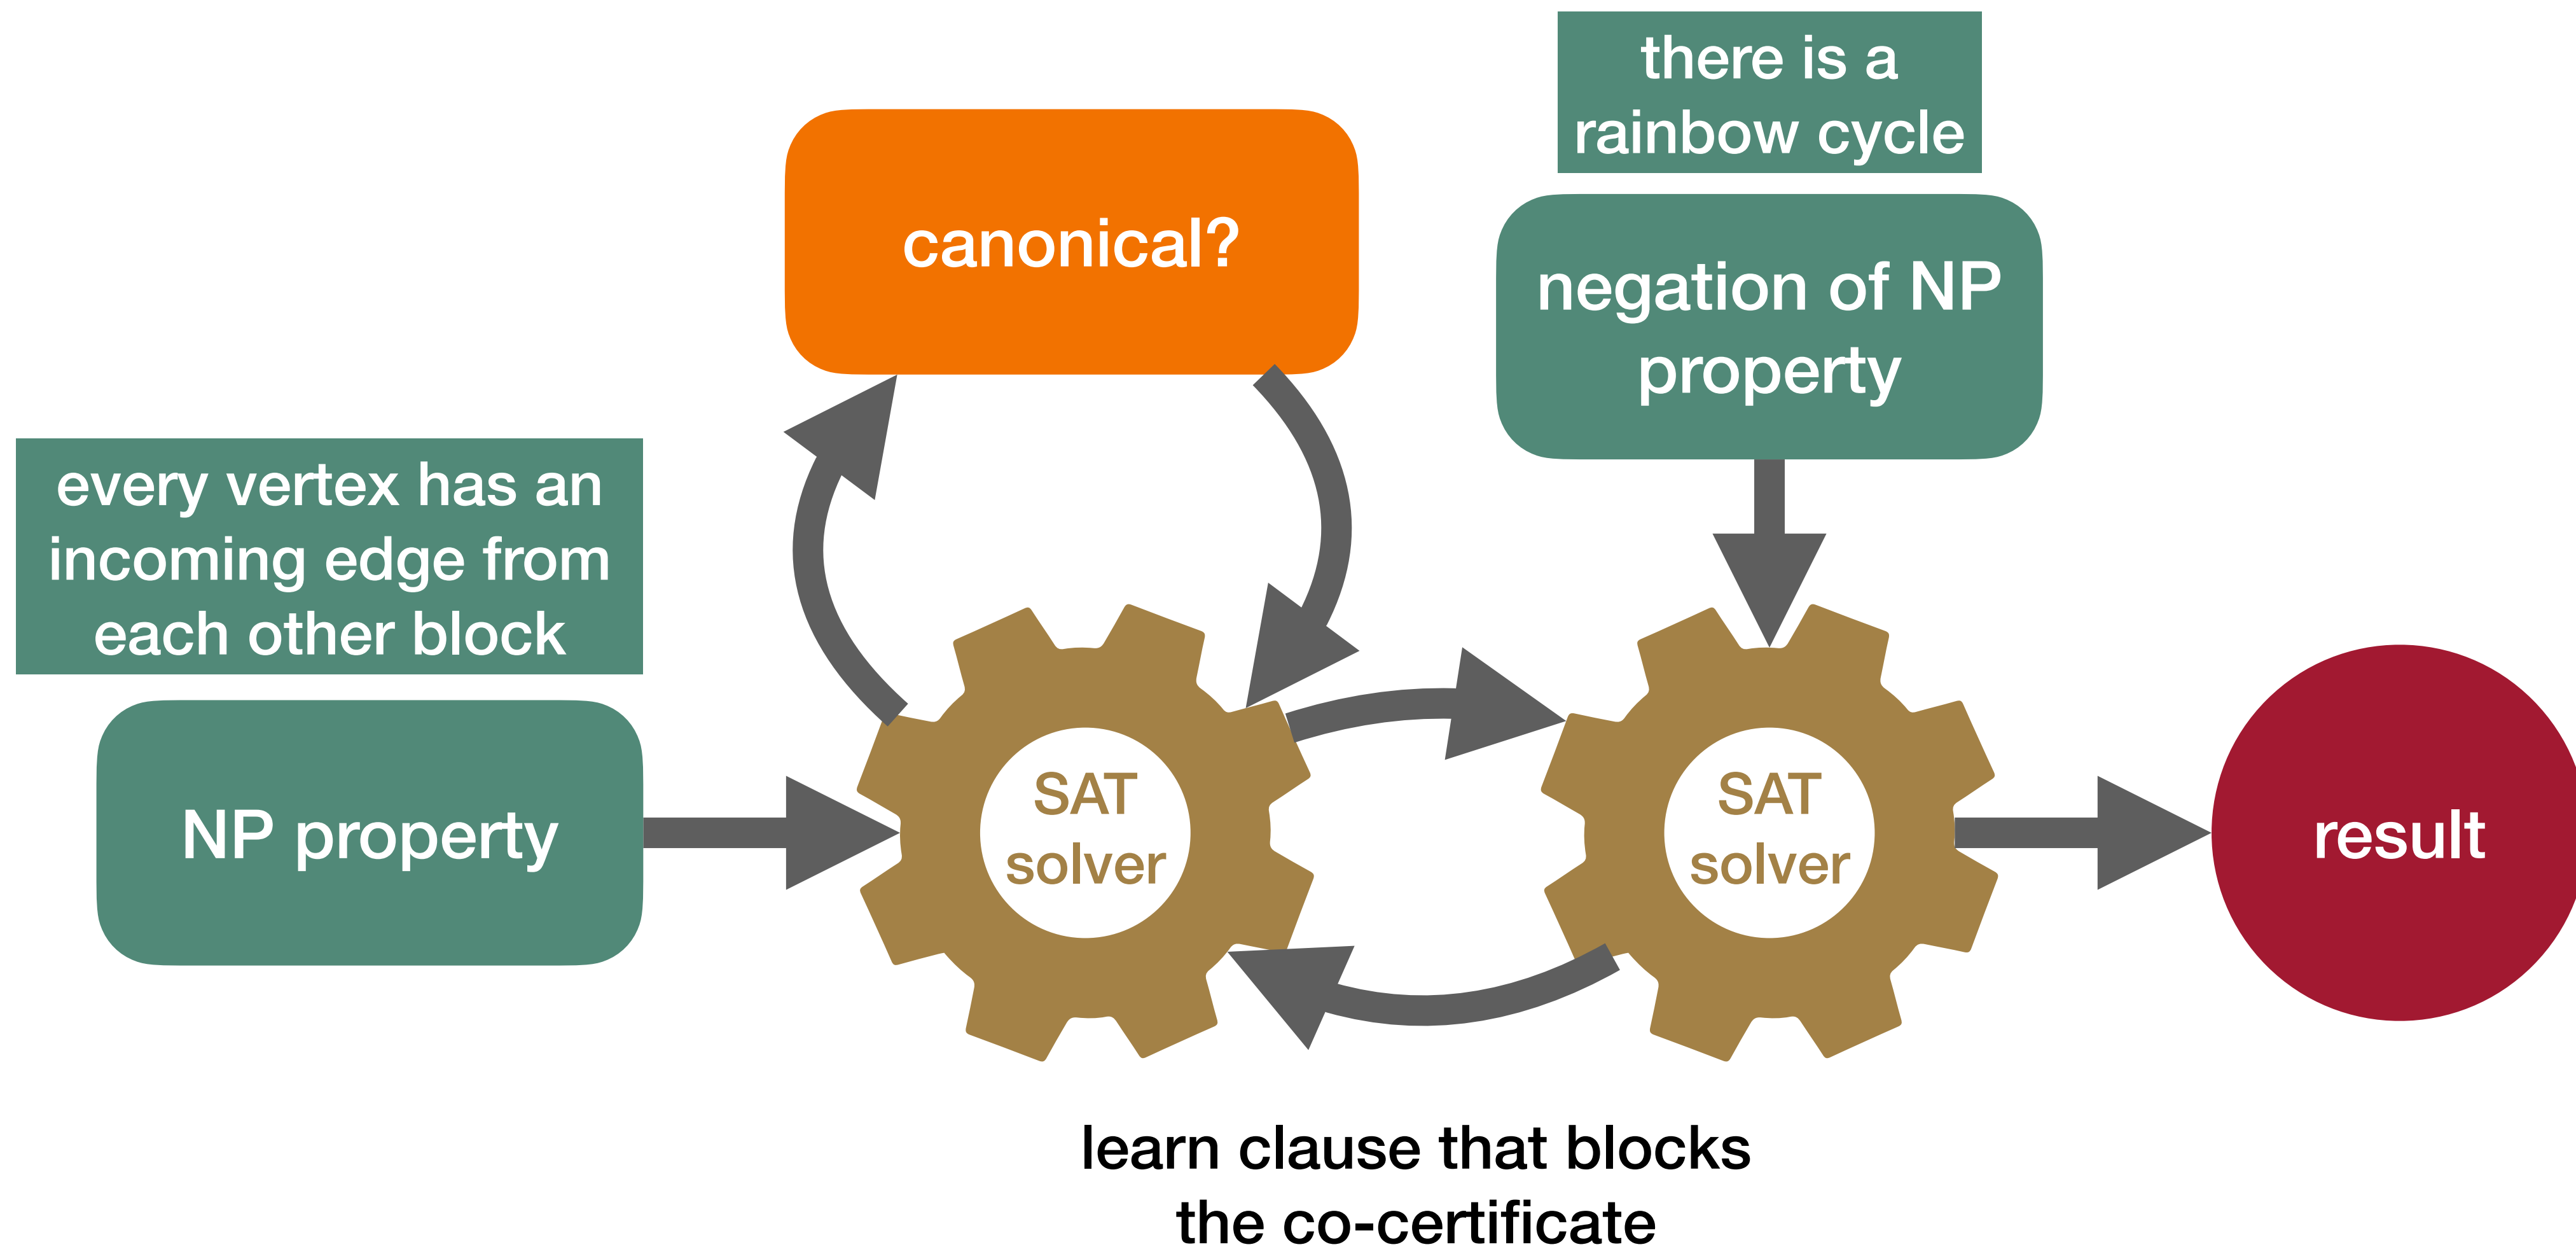 there is a
rainbow cycle
canonical?
negation of NP
property
every vertex has an
incoming edge from
each other block
NP property
SAT
solver
SAT
solver
result
learn clause that blocks
the co-certificate